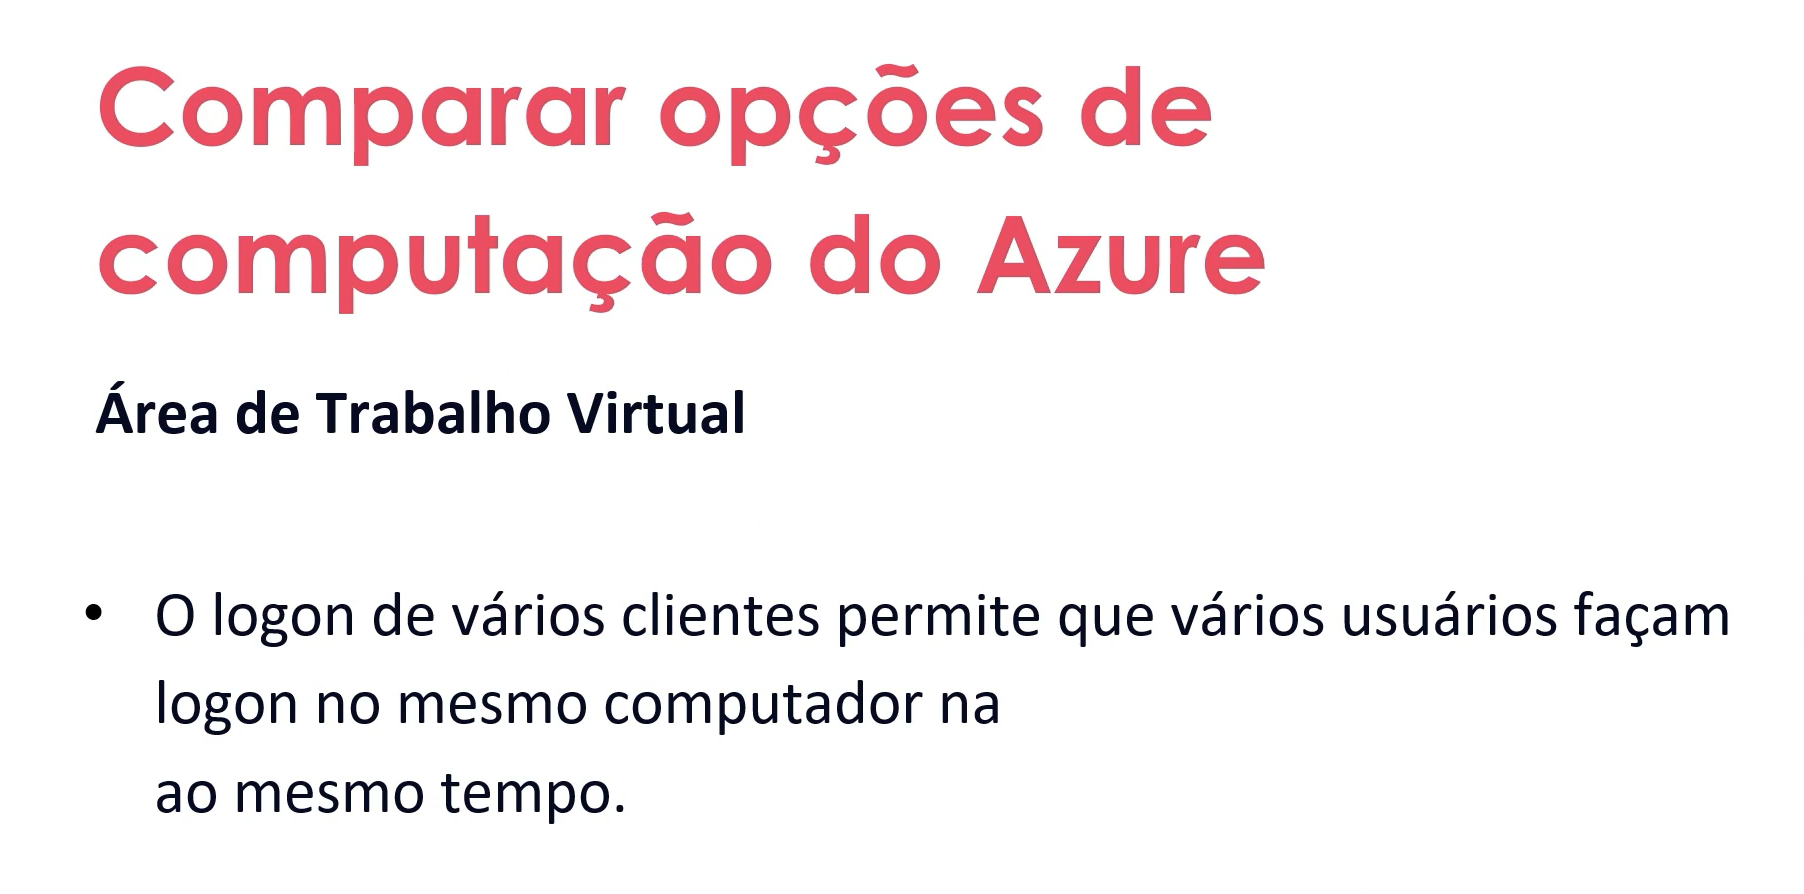 Comparar opções de
computação do Azure
Área de Trabalho Virtual
• O logon de vários clientes permite que vários usuários façam
logon no mesmo computador na
ao mesmo tempo.